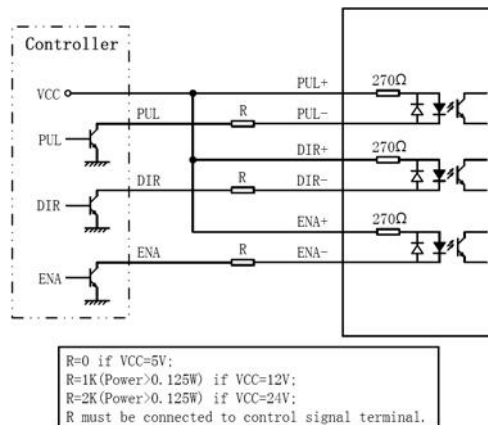 Controller
VCC
PUL
PUL
R
PUL+
PUL-
270Ω
DIR
DIR
R
DIR+
DIR-
270Ω
ENA
ENA
R
ENA+
ENA-
270Ω
R=0 if VCC=5V;
R=1K(Power>0.125W) if VCC=12V;
R=2K(Power>0.125W) if VCC=24V;
R must be connected to control signal terminal.